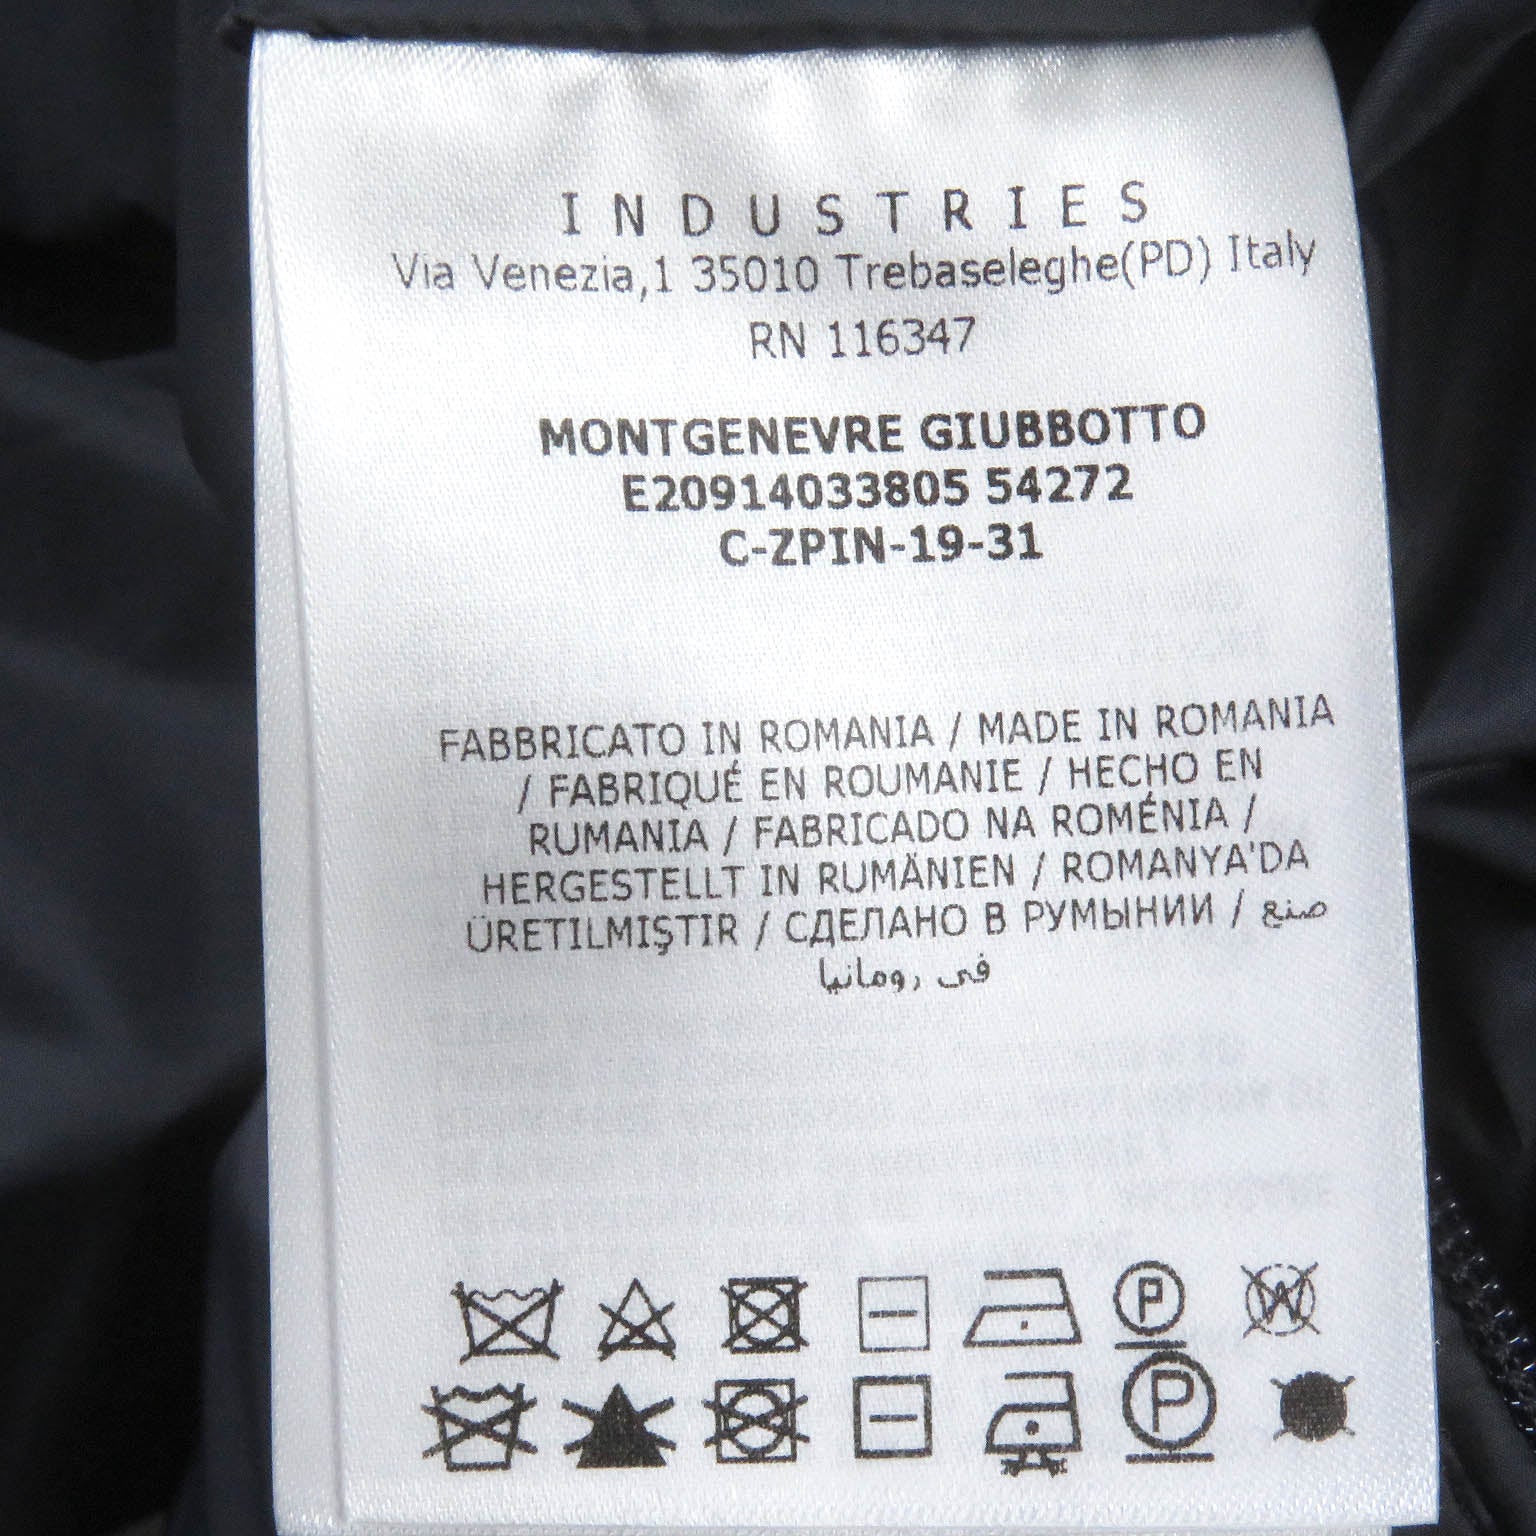 INDUSTRIES
Via Venezia,1 35010 Trebaseleghe(PD) Italy
RN 116347
MONTGENEVRE GIUBBOTTO
E20914033805 54272
C-ZPIN-19-31
FABBRICATO IN ROMANIA / MADE IN ROMANIA
/ FABRIQUÉ EN ROUMANIE / HECHO EN
RUMANIA / FABRICADO NA ROMÉNIA /
HERGESTELLT IN RUMÄNIEN / ROMANYA'DA
ÜRETILMIŞTIR / СДЕЛАНО В РУМЫНИИ / صنع
في رومانيا
P W
P